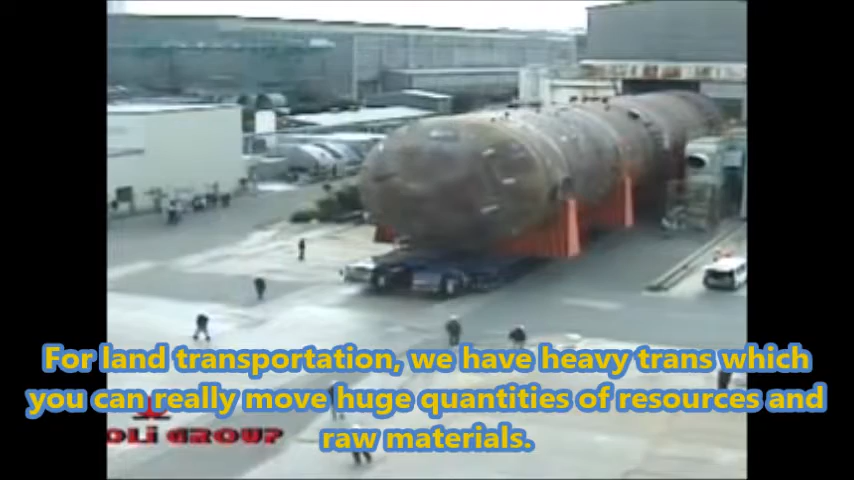 For land transportation, we have heavy trans which
you can really move huge quantities of resources and
raw materials.
OLI GROUP